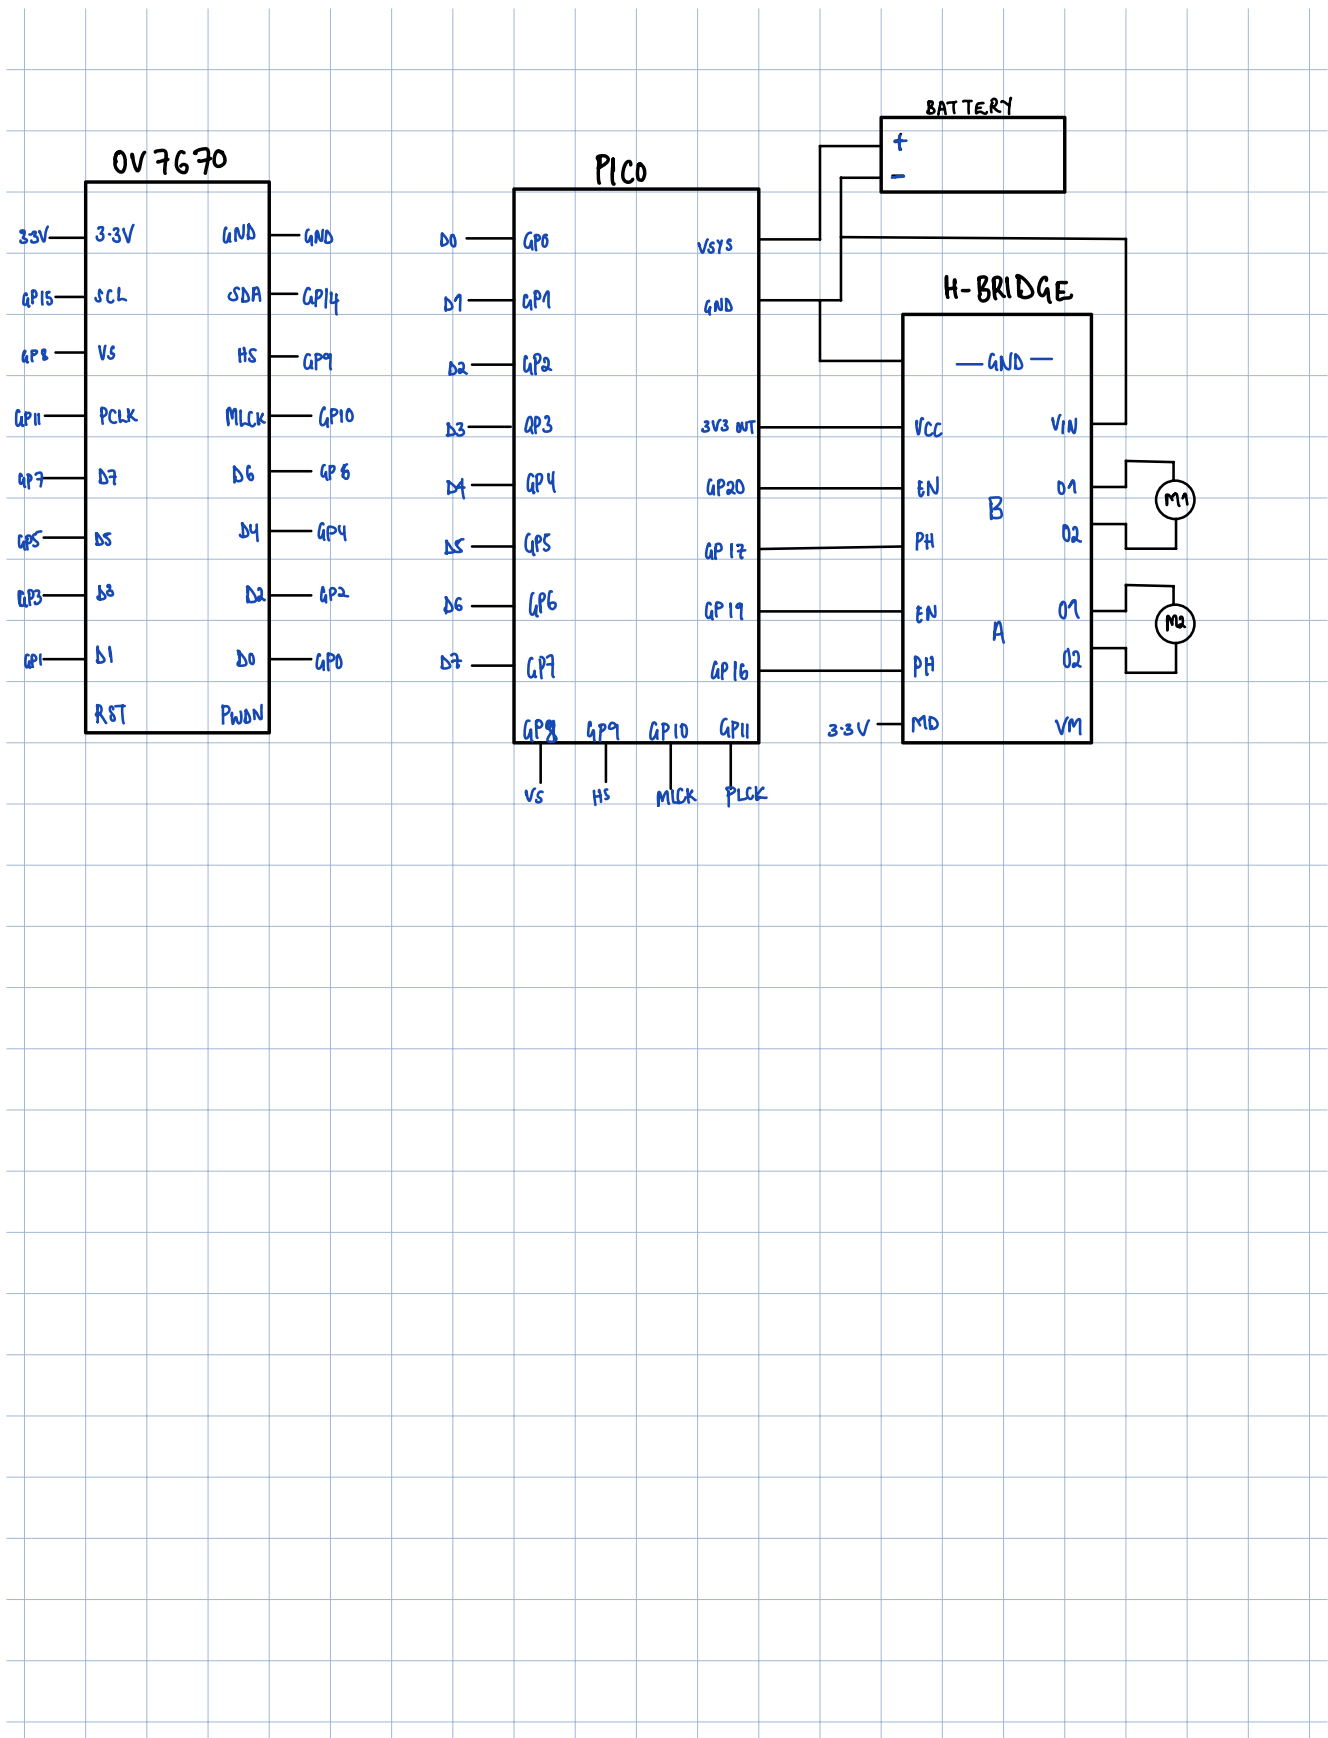 BATTERY
+
−
OV7670
3.3V 3.3V GND GND
GP15 SCL SDA GP14
GP8 VS HS GP9
GP11 PCLK MLCK GP10
GP7 D7 D6 GP6
GP5 D5 D4 GP4
GP3 D3 D2 GP2
GP1 D1 D0 GP0
RST PWDN
PICO
D0 GP0 VSYS
D1 GP1 GND
D2 GP2
D3 GP3 3V3 OUT
D4 GP4 GP20
D5 GP5 GP17
D6 GP6 GP19
D7 GP7 GP16
GP8 GP9 GP10 GP11
VS HS MLCK PLCK
H-BRIDGE
— GND —
VCC VIN
EN O1 M1
B
PH O2
EN O1 M2
A
PH O2
3.3V MD VM